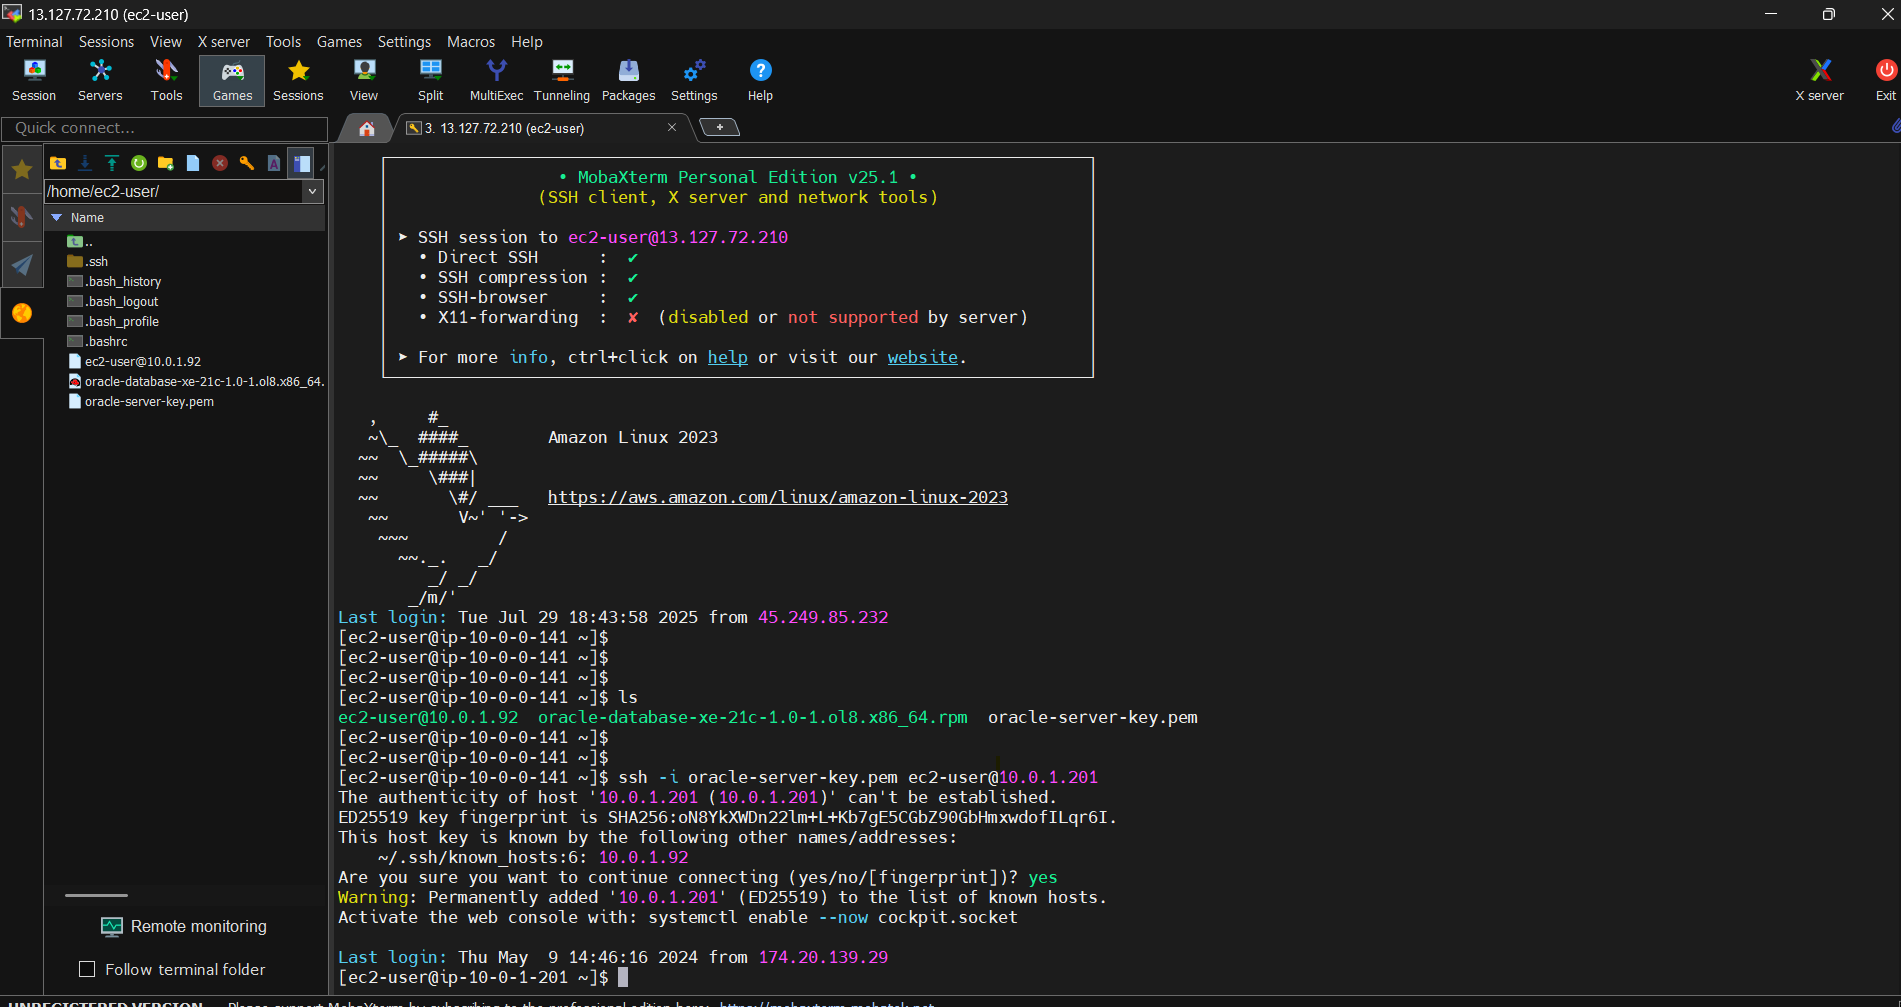 13.127.72.210 (ec2-user)
Terminal Sessions View X server Tools Games Settings Macros Help
Session Servers Tools Games Sessions View Split MultiExec Tunneling Packages Settings Help X server Exit
Quick connect...
3. 13.127.72.210 (ec2-user)
/home/ec2-user/
Name
..
.ssh
.bash_history
.bash_logout
.bash_profile
.bashrc
ec2-user@10.0.1.92
oracle-database-xe-21c-1.0-1.ol8.x86_64.
oracle-server-key.pem
Remote monitoring
Follow terminal folder
• MobaXterm Personal Edition v25.1 •
(SSH client, X server and network tools)
➤ SSH session to ec2-user@13.127.72.210
• Direct SSH : ✔
• SSH compression : ✔
• SSH-browser : ✔
• X11-forwarding : ✘ (disabled or not supported by server)
➤ For more info, ctrl+click on help or visit our website.
   ,     #_
   ~\_  ####_        Amazon Linux 2023
  ~~  \_#####\
  ~~     \###|
  ~~       \#/ ___   https://aws.amazon.com/linux/amazon-linux-2023
   ~~       V~' '->
    ~~~         /
      ~~._.   _/
         _/ _/
       _/m/'
Last login: Tue Jul 29 18:43:58 2025 from 45.249.85.232
[ec2-user@ip-10-0-0-141 ~]$
[ec2-user@ip-10-0-0-141 ~]$
[ec2-user@ip-10-0-0-141 ~]$
[ec2-user@ip-10-0-0-141 ~]$ ls
ec2-user@10.0.1.92  oracle-database-xe-21c-1.0-1.ol8.x86_64.rpm  oracle-server-key.pem
[ec2-user@ip-10-0-0-141 ~]$
[ec2-user@ip-10-0-0-141 ~]$
[ec2-user@ip-10-0-0-141 ~]$ ssh -i oracle-server-key.pem ec2-user@10.0.1.201
The authenticity of host '10.0.1.201 (10.0.1.201)' can't be established.
ED25519 key fingerprint is SHA256:oN8YkXWDn22lm+L+Kb7gE5CGbZ90GbHmxwdofILqr6I.
This host key is known by the following other names/addresses:
    ~/.ssh/known_hosts:6: 10.0.1.92
Are you sure you want to continue connecting (yes/no/[fingerprint])? yes
Warning: Permanently added '10.0.1.201' (ED25519) to the list of known hosts.
Activate the web console with: systemctl enable --now cockpit.socket
Last login: Thu May  9 14:46:16 2024 from 174.20.139.29
[ec2-user@ip-10-0-1-201 ~]$
UNREGISTERED VERSION - Please support MobaXterm by subscribing to the professional edition here: https://mobaxterm.mobatek.net